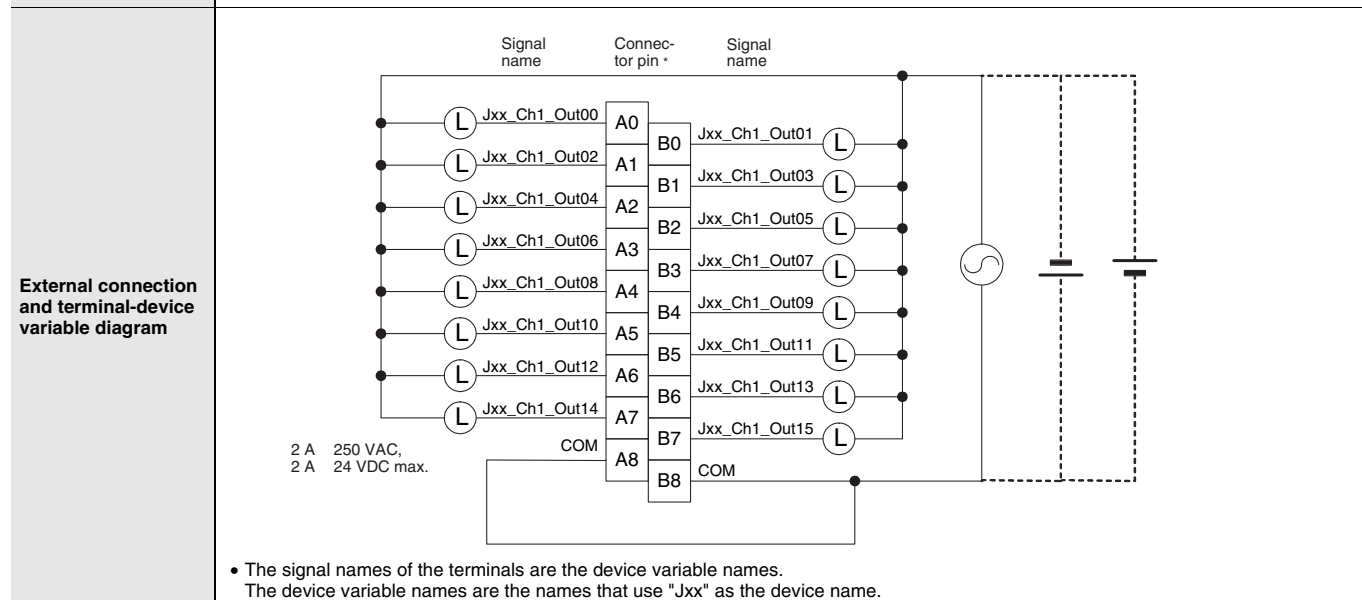 External connection
and terminal-device
variable diagram
Signal
name
Connec-
tor pin *
Signal
name
L Jxx_Ch1_Out00 A0
B0 Jxx_Ch1_Out01 L
L Jxx_Ch1_Out02 A1
B1 Jxx_Ch1_Out03 L
L Jxx_Ch1_Out04 A2
B2 Jxx_Ch1_Out05 L
L Jxx_Ch1_Out06 A3
B3 Jxx_Ch1_Out07 L
L Jxx_Ch1_Out08 A4
B4 Jxx_Ch1_Out09 L
L Jxx_Ch1_Out10 A5
B5 Jxx_Ch1_Out11 L
L Jxx_Ch1_Out12 A6
B6 Jxx_Ch1_Out13 L
L Jxx_Ch1_Out14 A7
B7 Jxx_Ch1_Out15 L
COM A8
B8 COM
2 A 250 VAC,
2 A 24 VDC max.
• The signal names of the terminals are the device variable names.
The device variable names are the names that use "Jxx" as the device name.